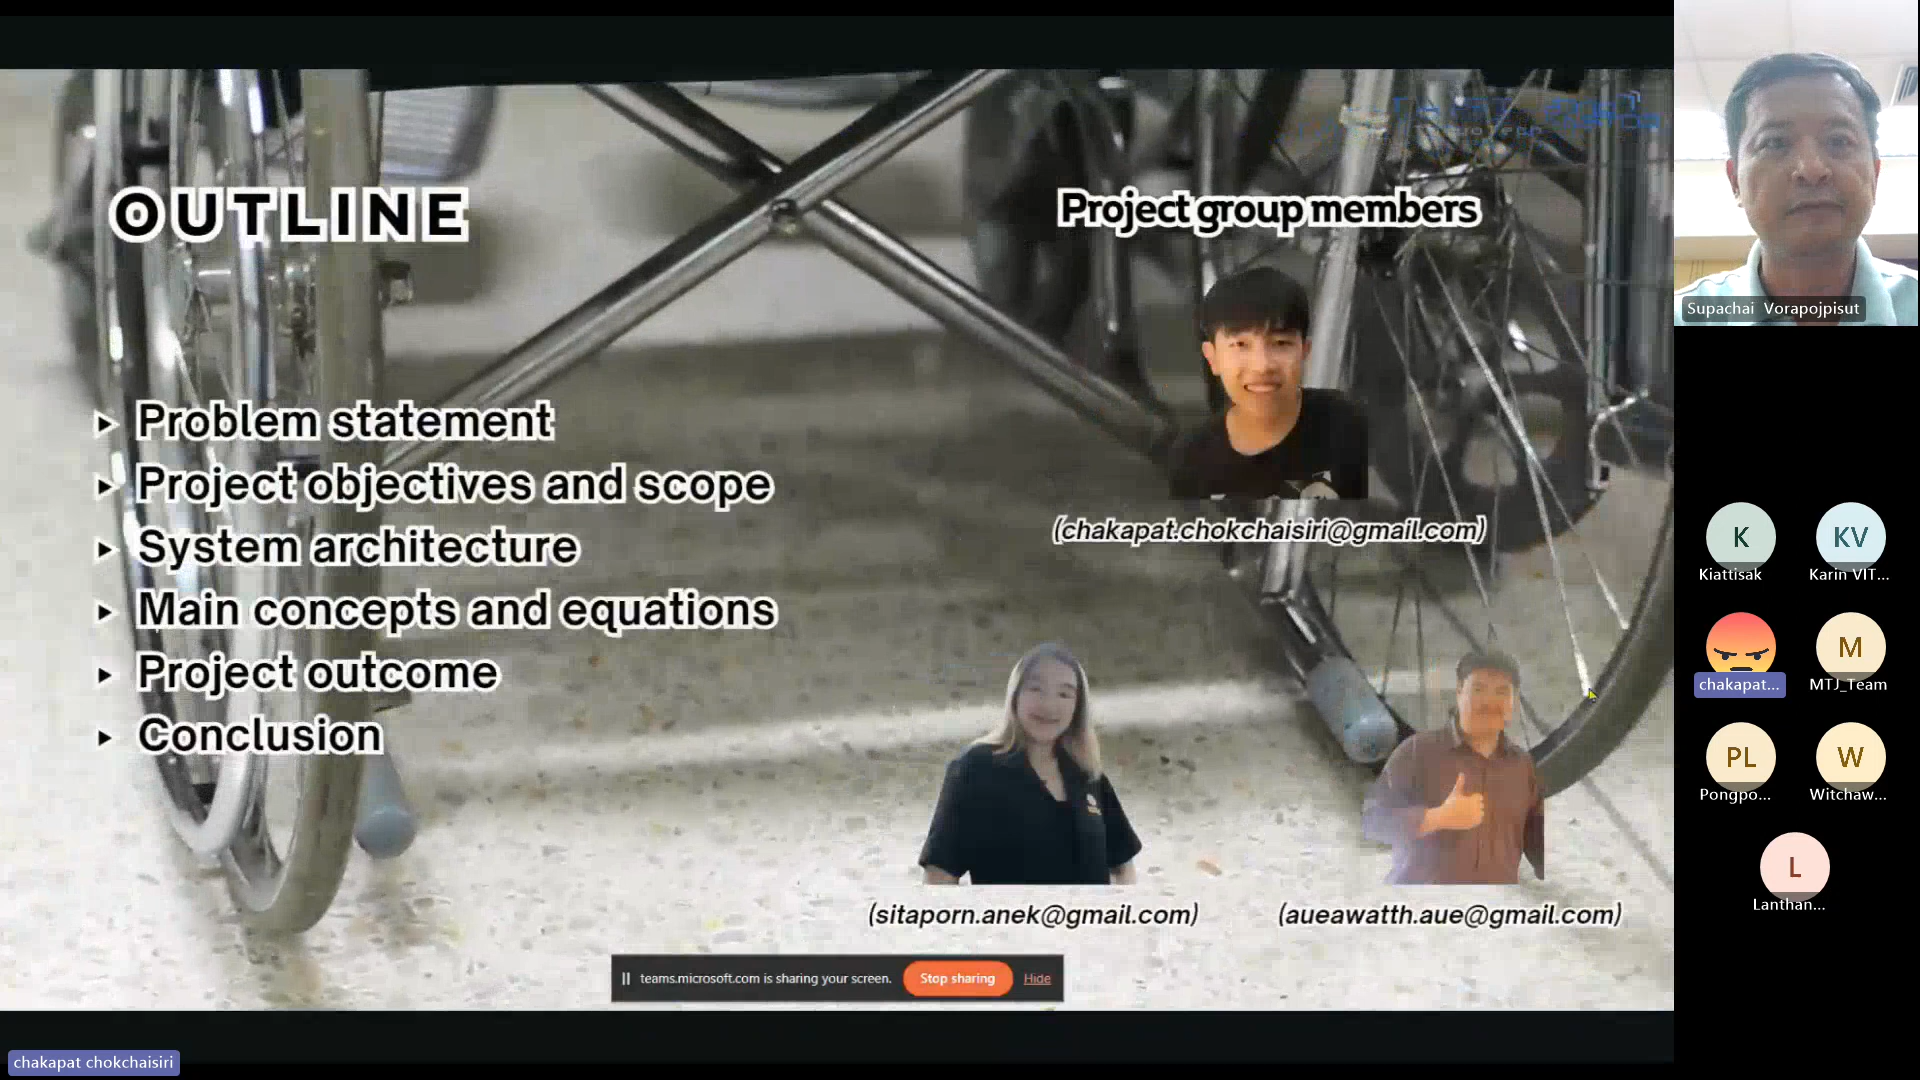 OUTLINE
Project group members
Problem statement
Project objectives and scope
System architecture
Main concepts and equations
Project outcome
Conclusion
(chakapat.chokchaisiri@gmail.com)
(sitaporn.anek@gmail.com)
(aueawatth.aue@gmail.com)
teams.microsoft.com is sharing your screen.
Stop sharing
Hide
chakapat chokchaisiri
Supachai Vorapojpisut
K
KV
Kiattisak
Karin VIT...
M
chakapat...
MTJ_Team
PL
W
Pongpo...
Witchaw...
L
Lanthan...